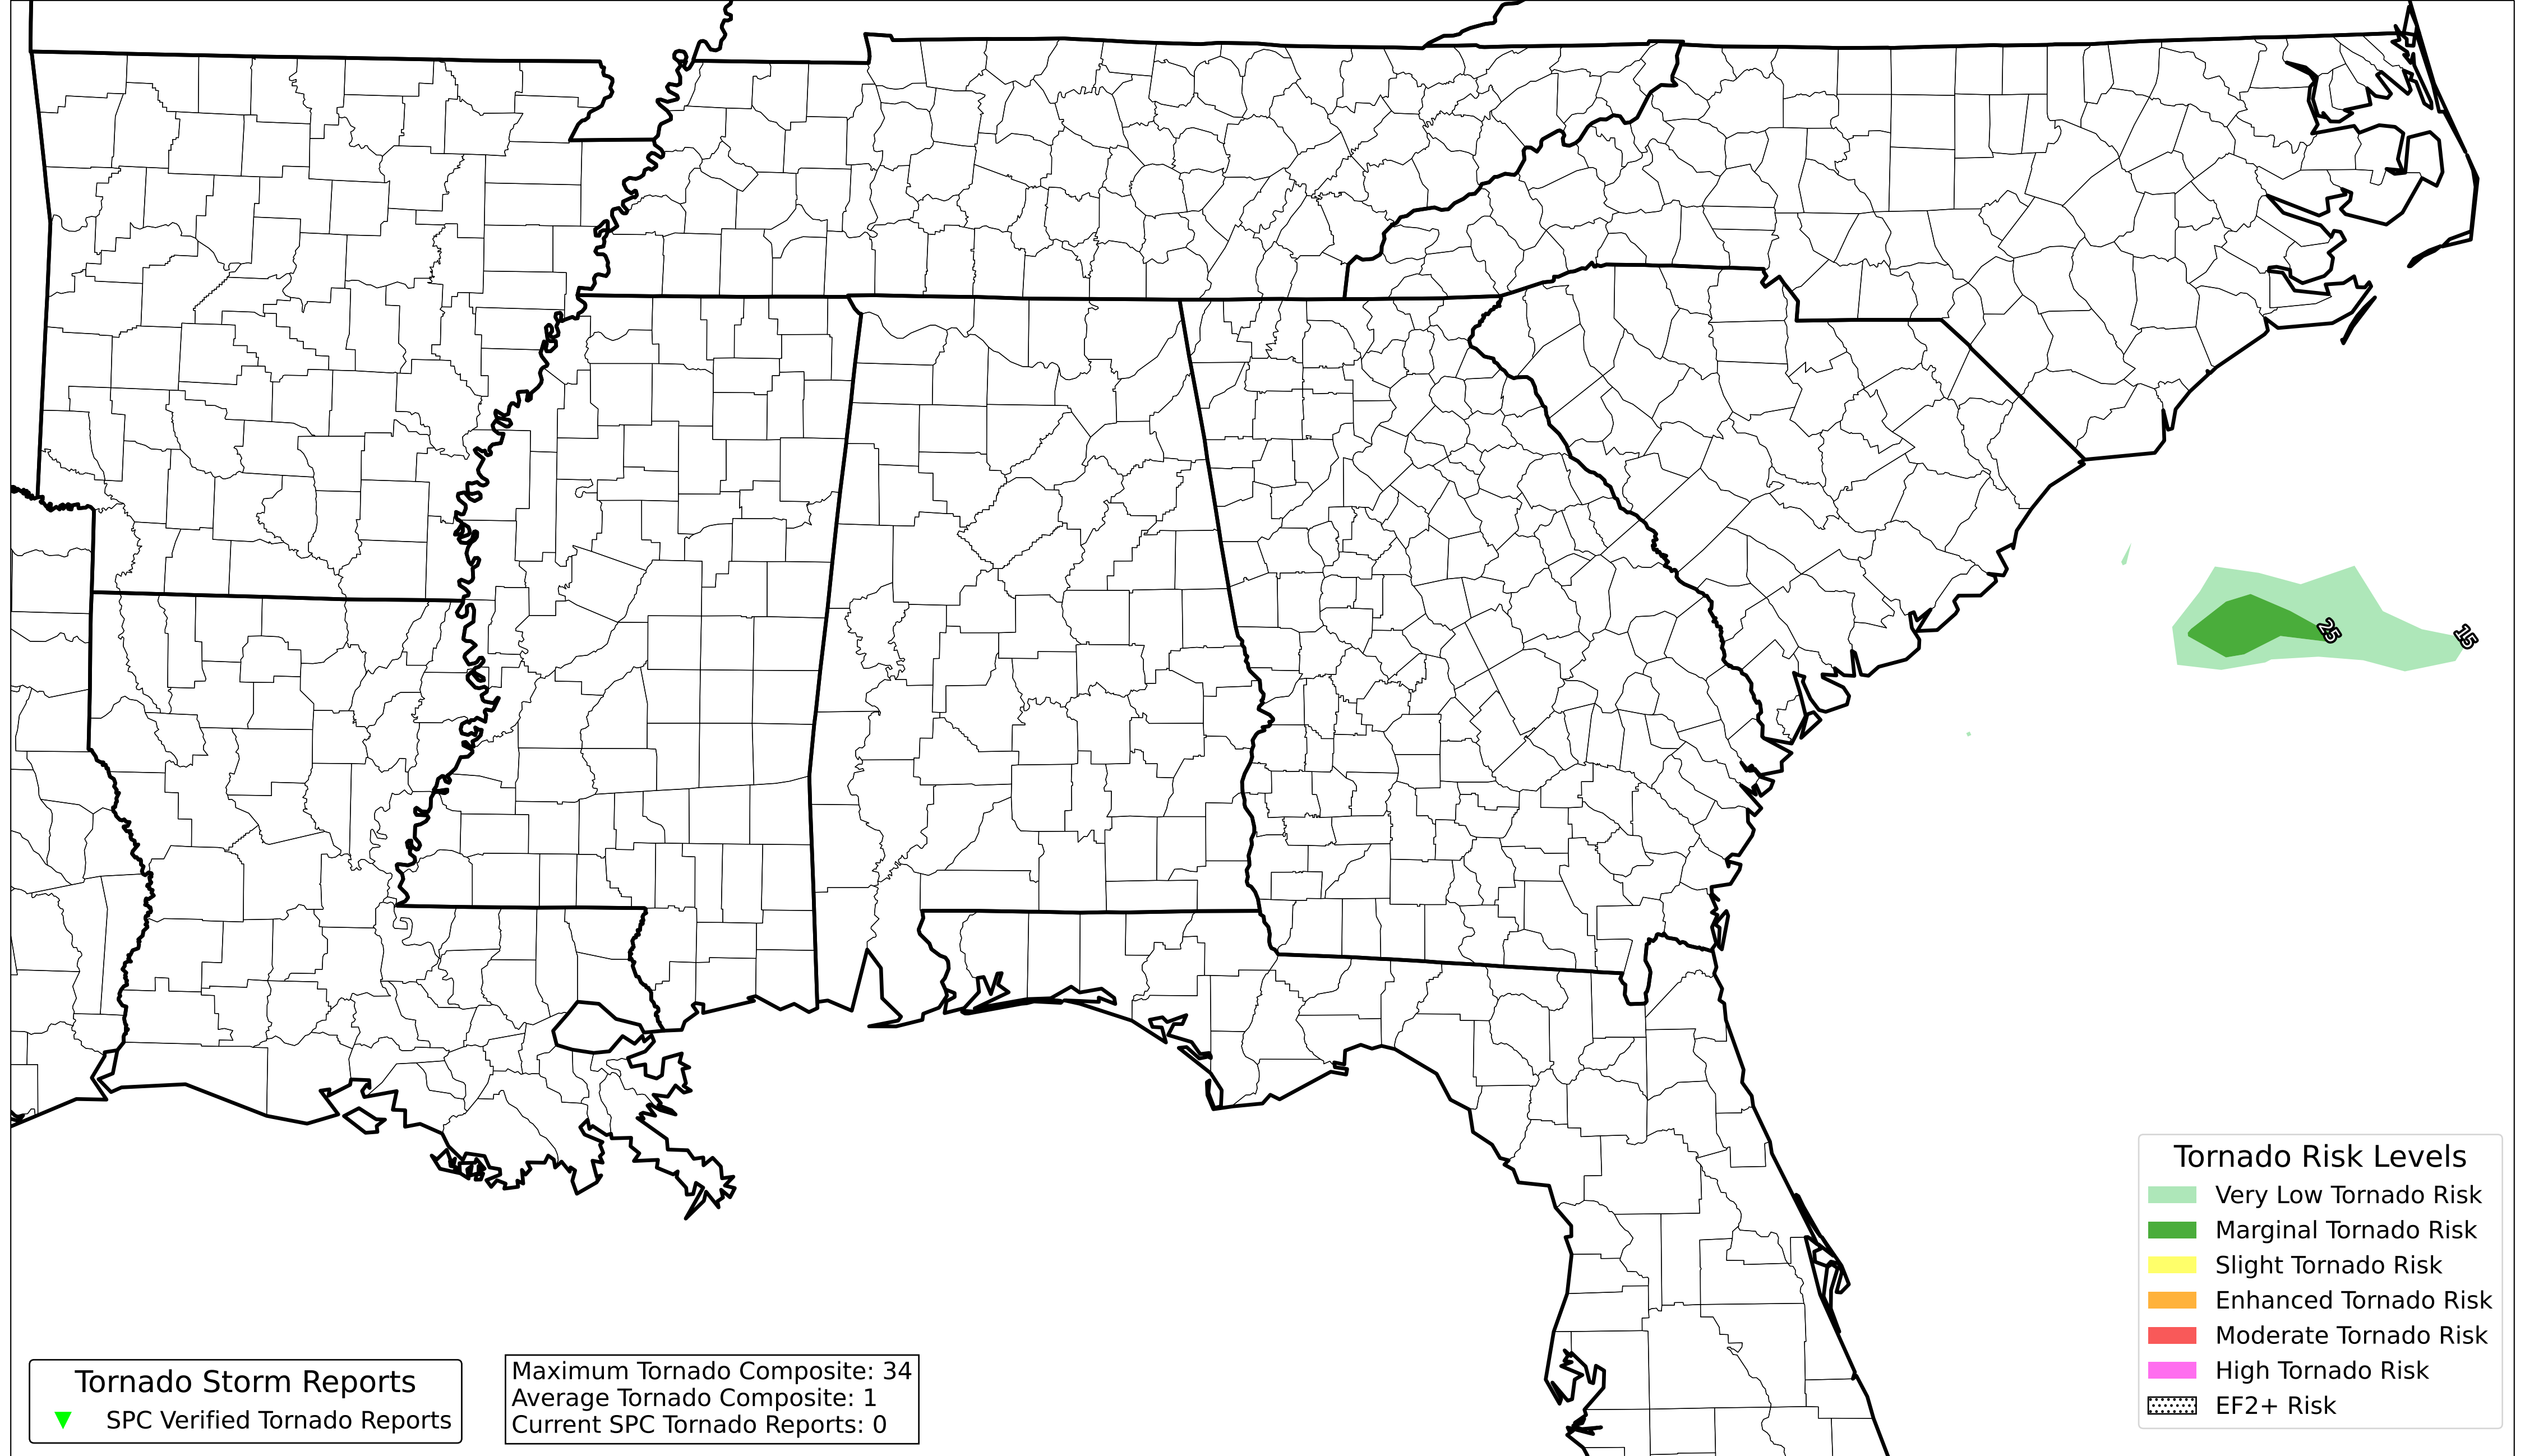 25
15
Tornado Risk Levels
Very Low Tornado Risk
Marginal Tornado Risk
Slight Tornado Risk
Enhanced Tornado Risk
Moderate Tornado Risk
High Tornado Risk
EF2+ Risk
Tornado Storm Reports
SPC Verified Tornado Reports
Maximum Tornado Composite: 34
Average Tornado Composite: 1
Current SPC Tornado Reports: 0